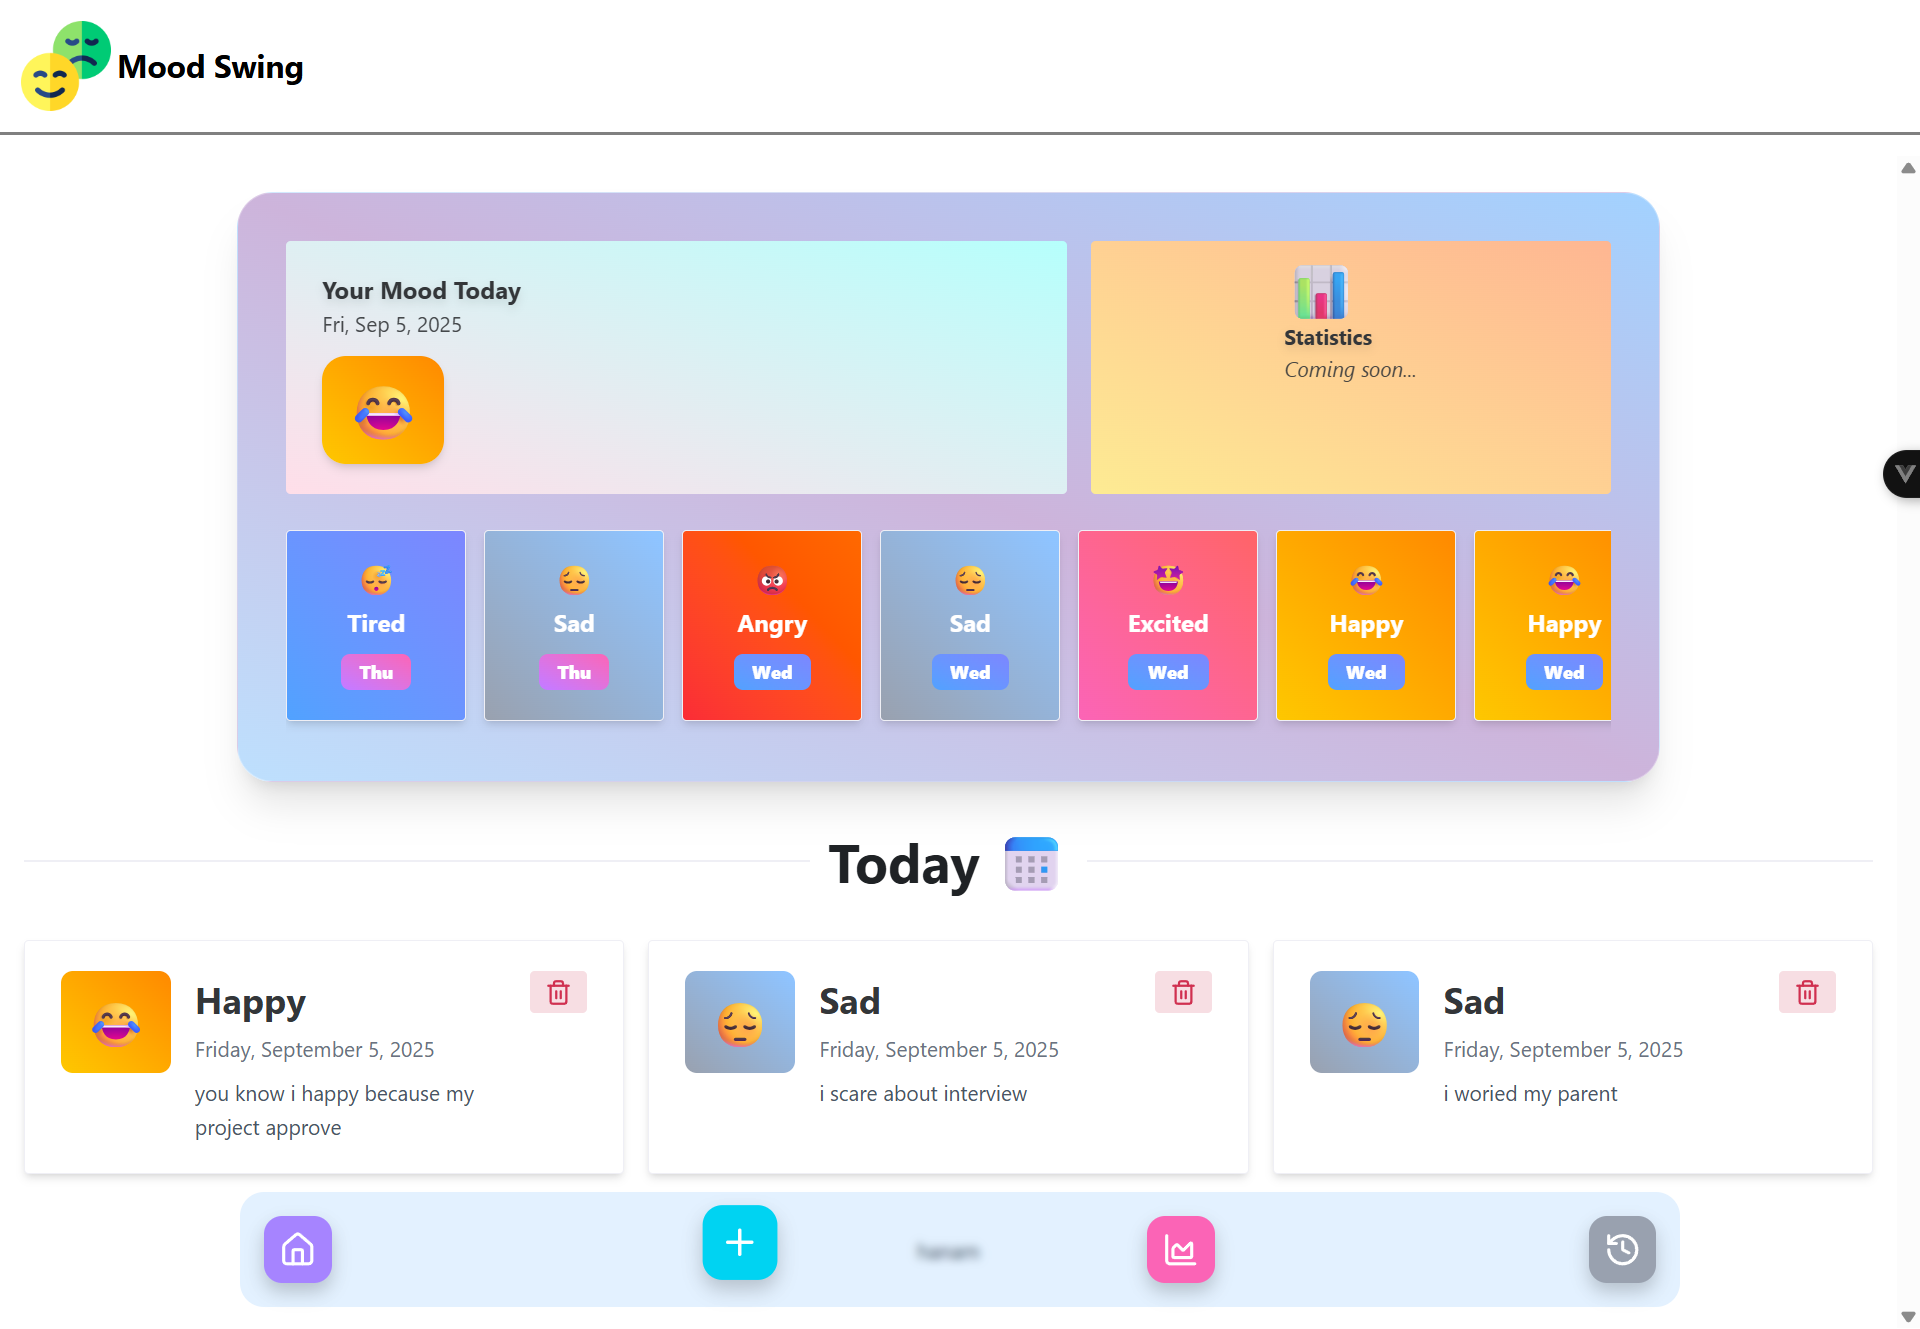 Mood Swing
Your Mood Today
Fri, Sep 5, 2025
Statistics
Coming soon...
Tired
Thu
Sad
Thu
Angry
Wed
Sad
Wed
Excited
Wed
Happy
Wed
Happy
Wed
Today
Happy
Friday, September 5, 2025
you know i happy because my
project approve
Sad
Friday, September 5, 2025
i scare about interview
Sad
Friday, September 5, 2025
i woried my parent